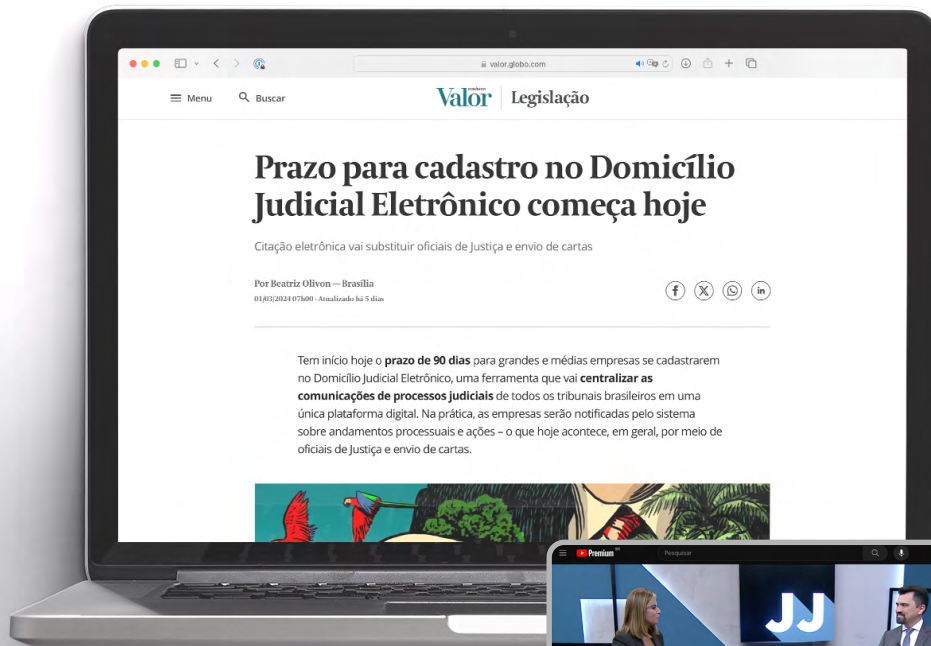 valor.globo.com
Menu
Buscar
Valor
Legislação
Prazo para cadastro no Domicílio
Judicial Eletrônico começa hoje
Citação eletrônica vai substituir oficiais de Justiça e envio de cartas
Por Beatriz Olivon — Brasília
01/03/2024 07h00 · Atualizado há 5 dias
Tem início hoje o prazo de 90 dias para grandes e médias empresas se cadastrarem
no Domicílio Judicial Eletrônico, uma ferramenta que vai centralizar as
comunicações de processos judiciais de todos os tribunais brasileiros em uma
única plataforma digital. Na prática, as empresas serão notificadas pelo sistema
sobre andamentos processuais e ações – o que hoje acontece, em geral, por meio de
oficiais de Justiça e envio de cartas.
Premium BR
Pesquisar
JJ